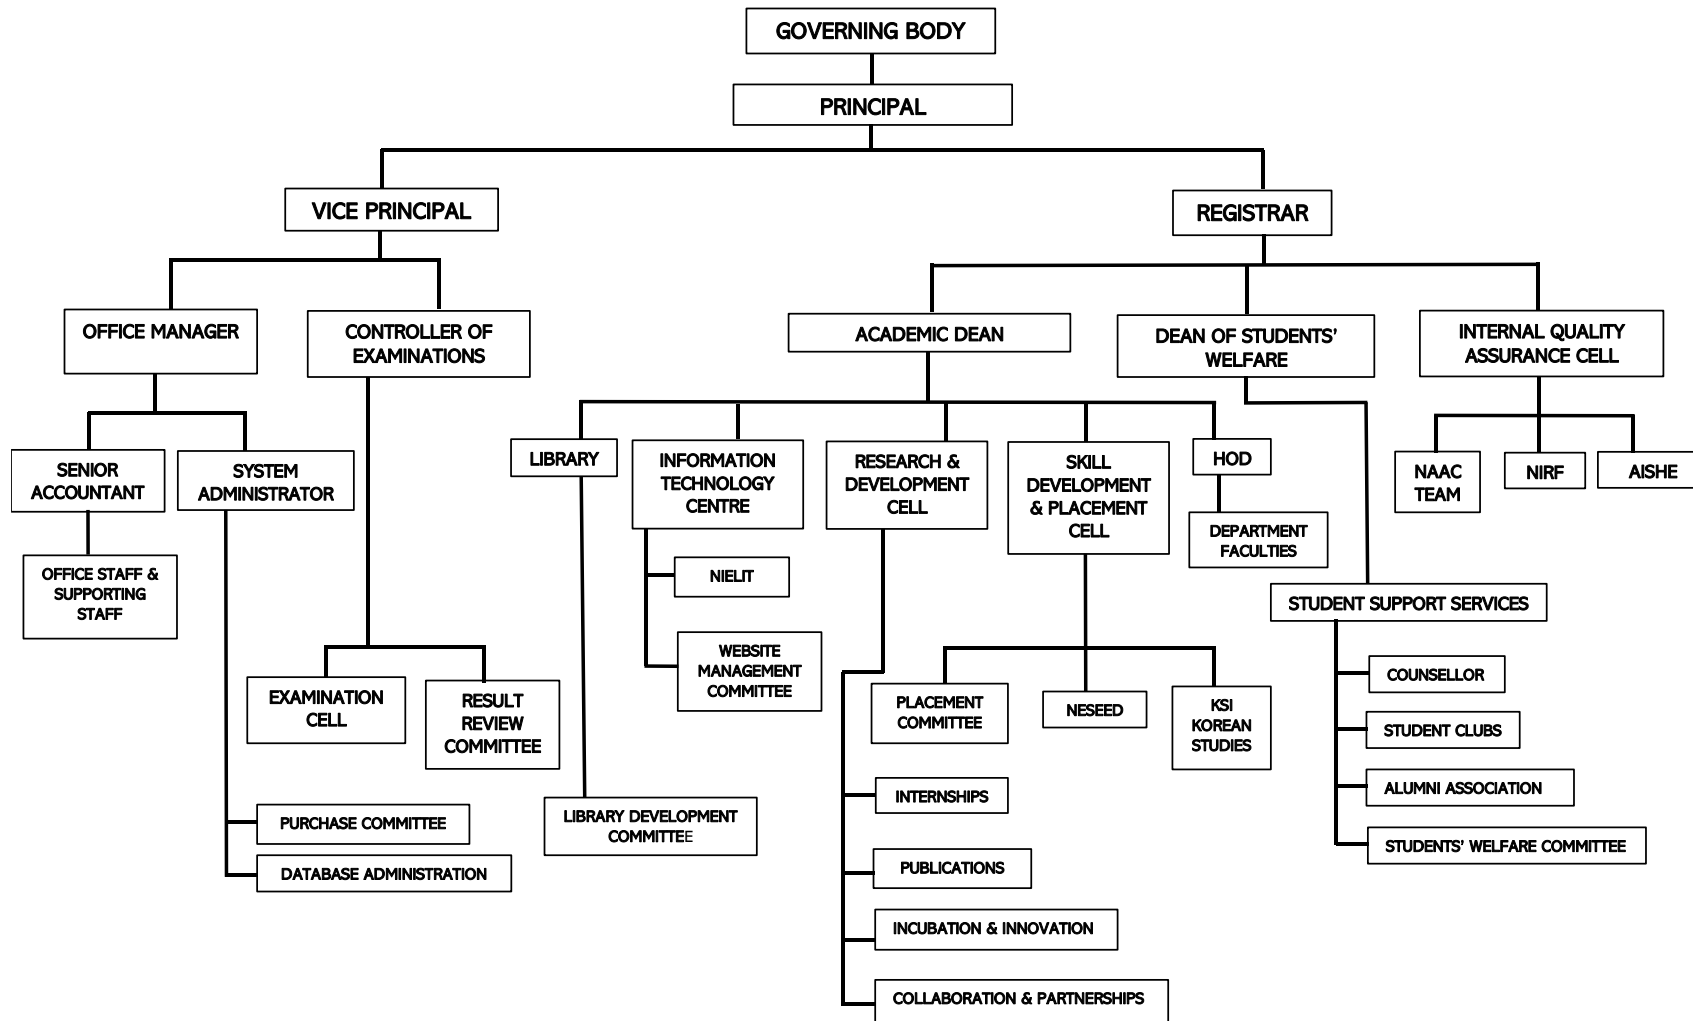 GOVERNING BODY
PRINCIPAL
VICE PRINCIPAL
REGISTRAR
OFFICE MANAGER
CONTROLLER OF
EXAMINATIONS
ACADEMIC DEAN
DEAN OF STUDENTS'
WELFARE
INTERNAL QUALITY
ASSURANCE CELL
SENIOR
ACCOUNTANT
SYSTEM
ADMINISTRATOR
LIBRARY
INFORMATION
TECHNOLOGY
CENTRE
RESEARCH &
DEVELOPMENT
CELL
SKILL
DEVELOPMENT
& PLACEMENT
CELL
HOD
NAAC
TEAM
NIRF
AISHE
DEPARTMENT
FACULTIES
OFFICE STAFF &
SUPPORTING
STAFF
NIELIT
STUDENT SUPPORT SERVICES
WEBSITE
MANAGEMENT
COMMITTEE
EXAMINATION
CELL
RESULT
REVIEW
COMMITTEE
PLACEMENT
COMMITTEE
NESEED
KSI
KOREAN
STUDIES
COUNSELLOR
STUDENT CLUBS
ALUMNI ASSOCIATION
STUDENTS' WELFARE COMMITTEE
INTERNSHIPS
PURCHASE COMMITTEE
LIBRARY DEVELOPMENT
COMMITTEE
DATABASE ADMINISTRATION
PUBLICATIONS
INCUBATION & INNOVATION
COLLABORATION & PARTNERSHIPS